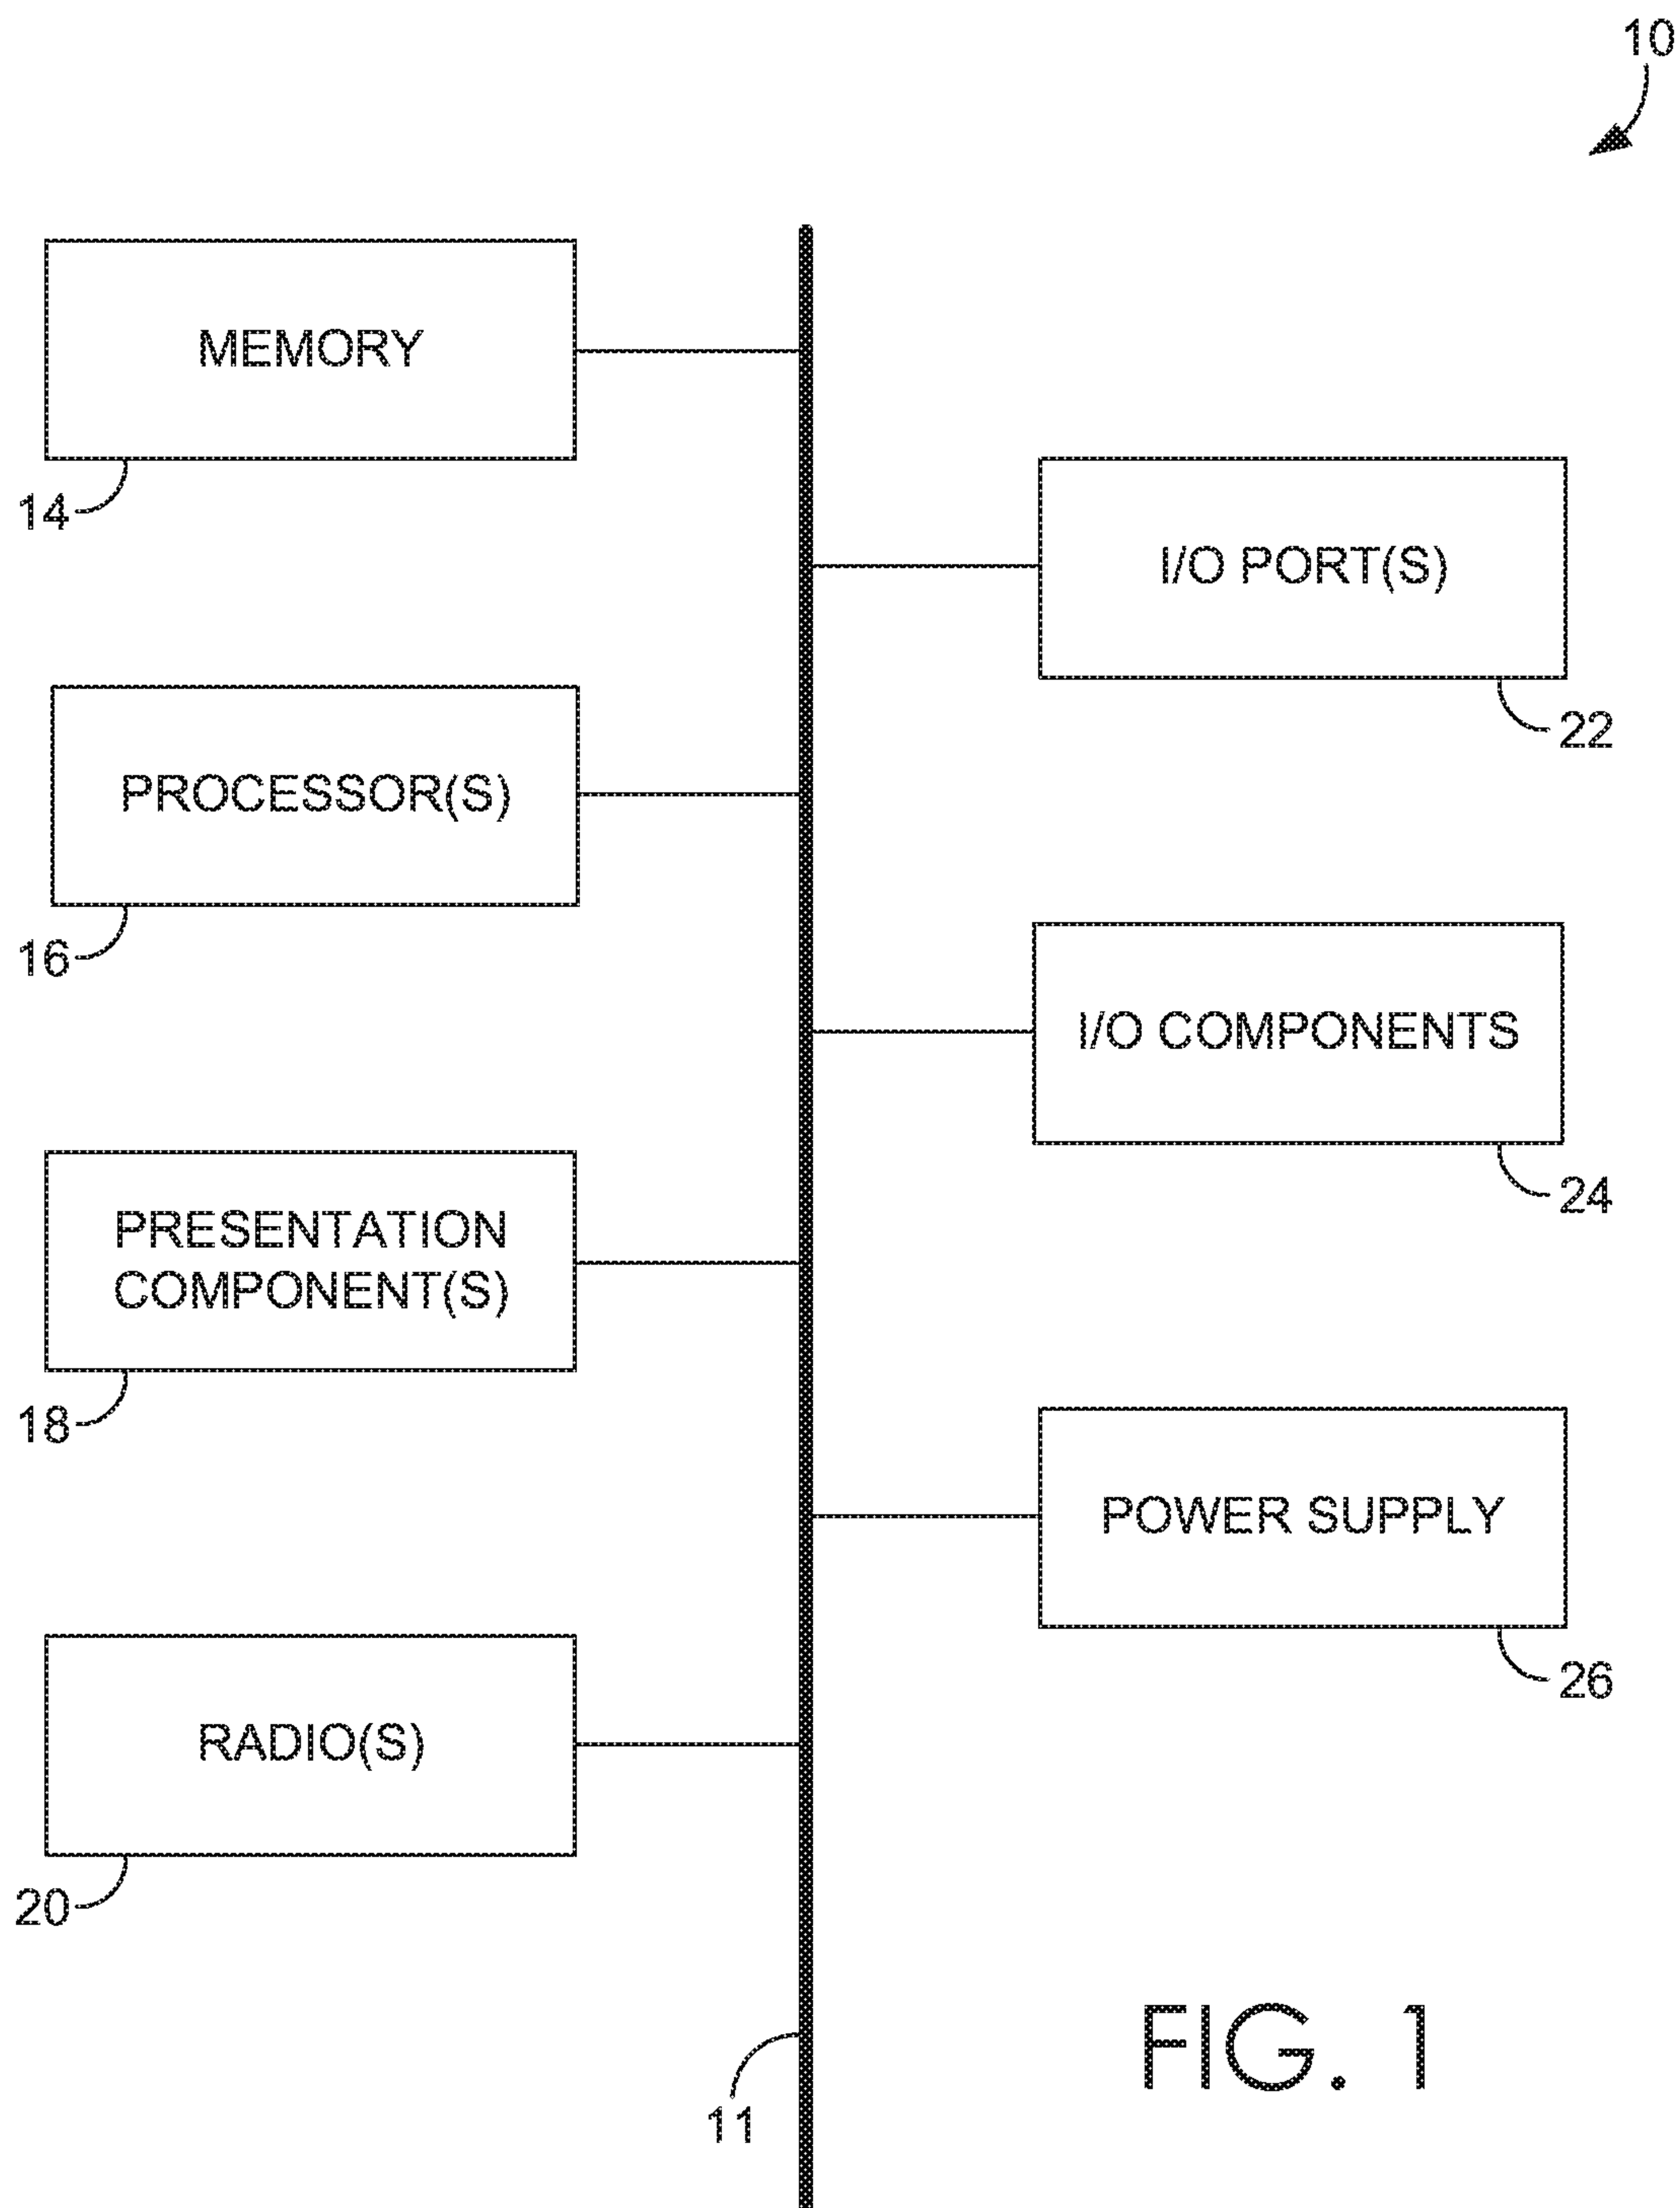 10
MEMORY
14
I/O PORT(S)
22
PROCESSOR(S)
16
I/O COMPONENTS
24
PRESENTATION
COMPONENT(S)
18
POWER SUPPLY
26
RADIO(S)
20
11
FIG. 1